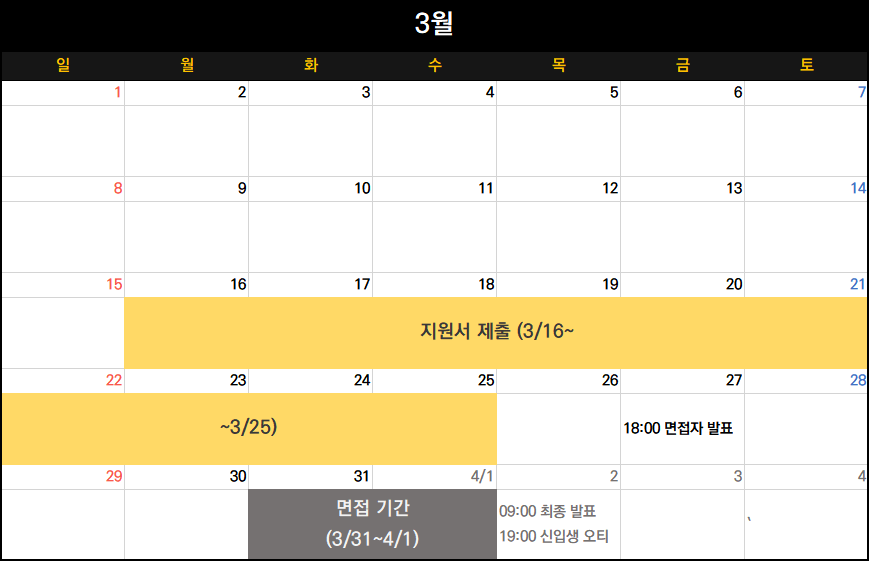 3월
일 월 화 수 목 금 토
1 2 3 4 5 6 7
8 9 10 11 12 13 14
15 16 17 18 19 20 21
지원서 제출 (3/16~
22 23 24 25 26 27 28
~3/25)
18:00 면접자 발표
29 30 31 4/1 2 3 4
면접 기간
(3/31~4/1)
09:00 최종 발표
19:00 신입생 오티